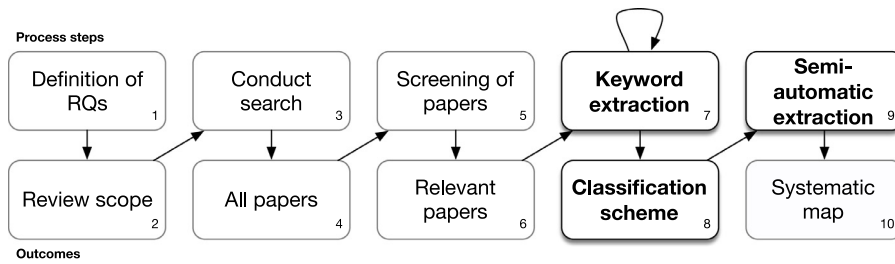 Process steps
Definition of
RQs
1
Conduct
search
3
Screening of
papers
5
Keyword
extraction
7
Semi-
automatic
extraction
9
Review scope
2
All papers
4
Relevant
papers
6
Classification
scheme
8
Systematic
map
10
Outcomes